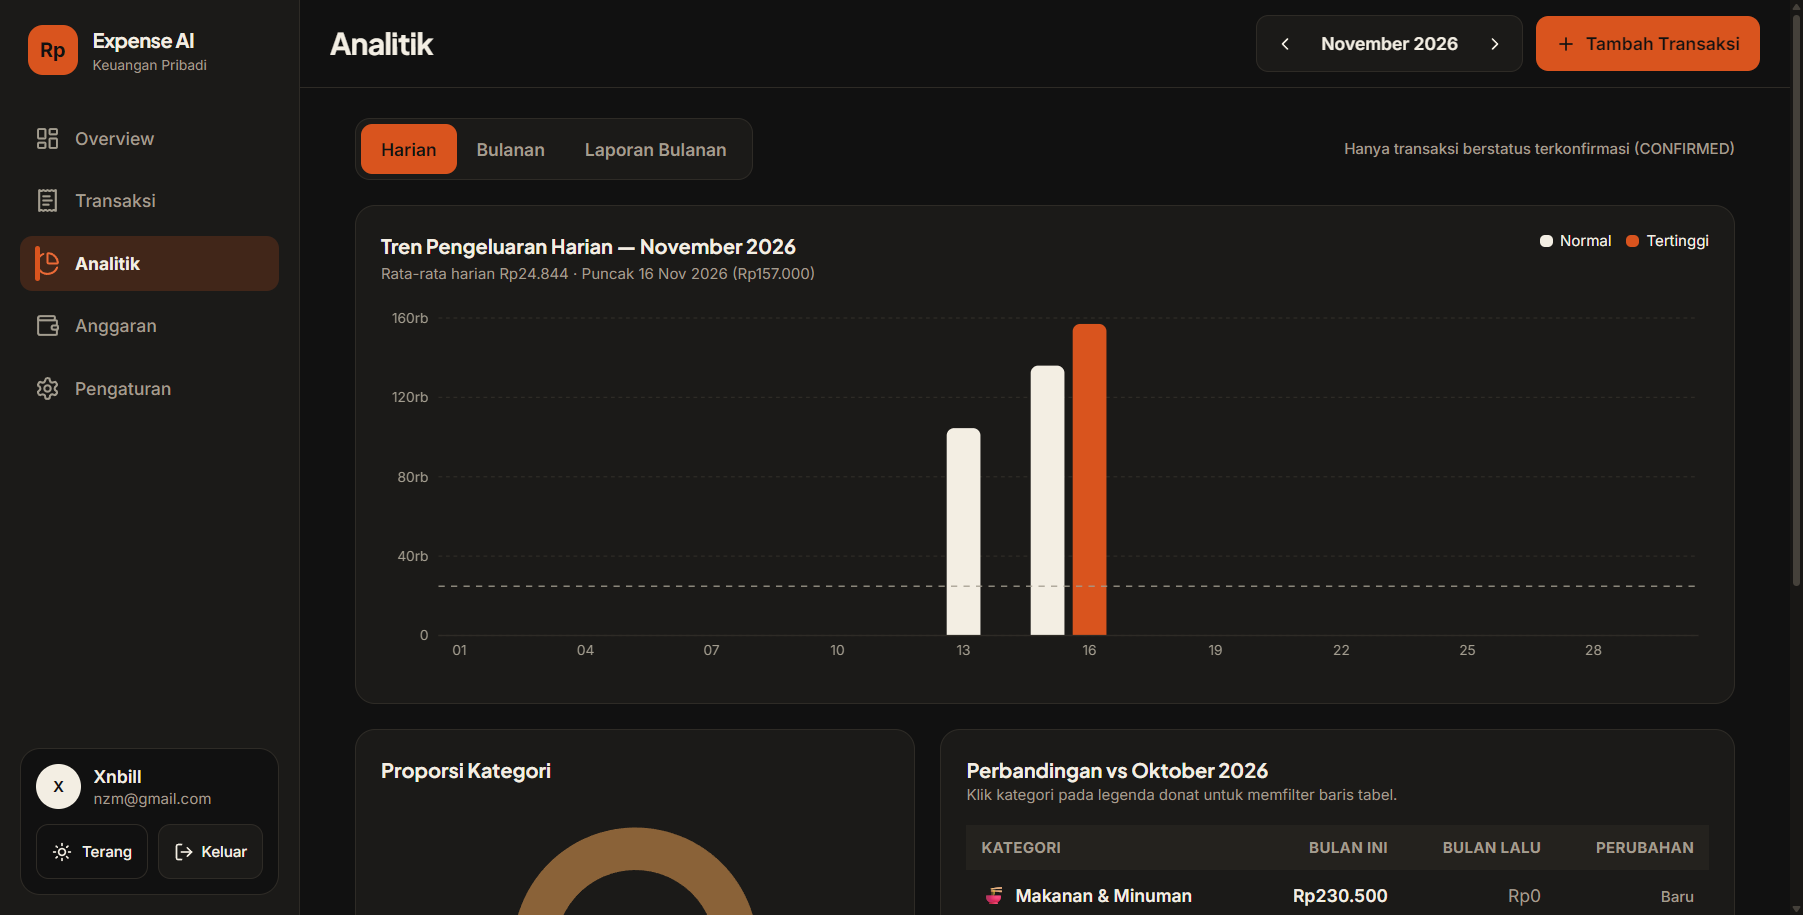 Rp
Expense AI
Keuangan Pribadi
Overview
Transaksi
Analitik
Anggaran
Pengaturan
X
Xnbill
nzm@gmail.com
Terang
Keluar
Analitik
November 2026
Tambah Transaksi
Harian
Bulanan
Laporan Bulanan
Hanya transaksi berstatus terkonfirmasi (CONFIRMED)
Tren Pengeluaran Harian — November 2026
Rata-rata harian Rp24.844 · Puncak 16 Nov 2026 (Rp157.000)
Normal
Tertinggi
160rb
120rb
80rb
40rb
0
01 04 07 10 13 16 19 22 25 28
Proporsi Kategori
Perbandingan vs Oktober 2026
Klik kategori pada legenda donat untuk memfilter baris tabel.
KATEGORI BULAN INI BULAN LALU PERUBAHAN
Makanan & Minuman Rp230.500 Rp0 Baru